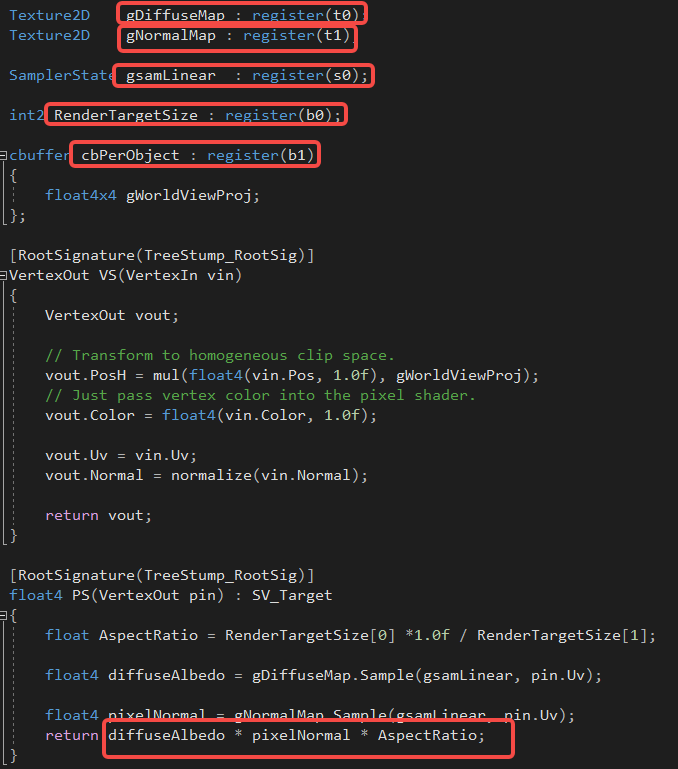 Texture2D gDiffuseMap : register(t0)
Texture2D gNormalMap : register(t1)
SamplerState gsamLinear : register(s0);
int2 RenderTargetSize : register(b0);
cbuffer cbPerObject : register(b1)
{
float4x4 gWorldViewProj;
};
[RootSignature(TreeStump_RootSig)]
VertexOut VS(VertexIn vin)
{
VertexOut vout;
// Transform to homogeneous clip space.
vout.PosH = mul(float4(vin.Pos, 1.0f), gWorldViewProj);
// Just pass vertex color into the pixel shader.
vout.Color = float4(vin.Color, 1.0f);
vout.Uv = vin.Uv;
vout.Normal = normalize(vin.Normal);
return vout;
}
[RootSignature(TreeStump_RootSig)]
float4 PS(VertexOut pin) : SV_Target
{
float AspectRatio = RenderTargetSize[0] *1.0f / RenderTargetSize[1];
float4 diffuseAlbedo = gDiffuseMap.Sample(gsamLinear, pin.Uv);
float4 pixelNormal = gNormalMap.Sample(gsamLinear, pin.Uv);
return diffuseAlbedo * pixelNormal * AspectRatio;
}